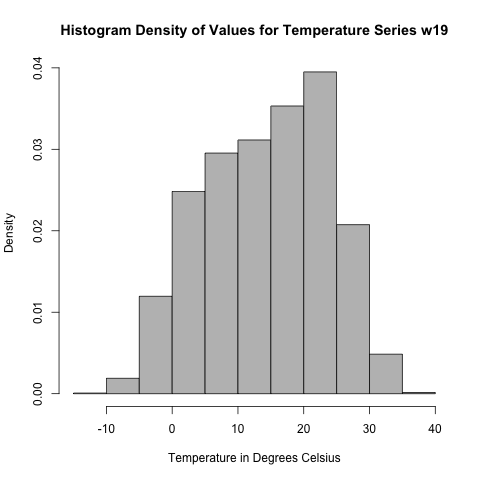 Histogram Density of Values for Temperature Series w19
0.04
0.03
0.02
0.01
0.00
Density
-10 0 10 20 30 40
Temperature in Degrees Celsius